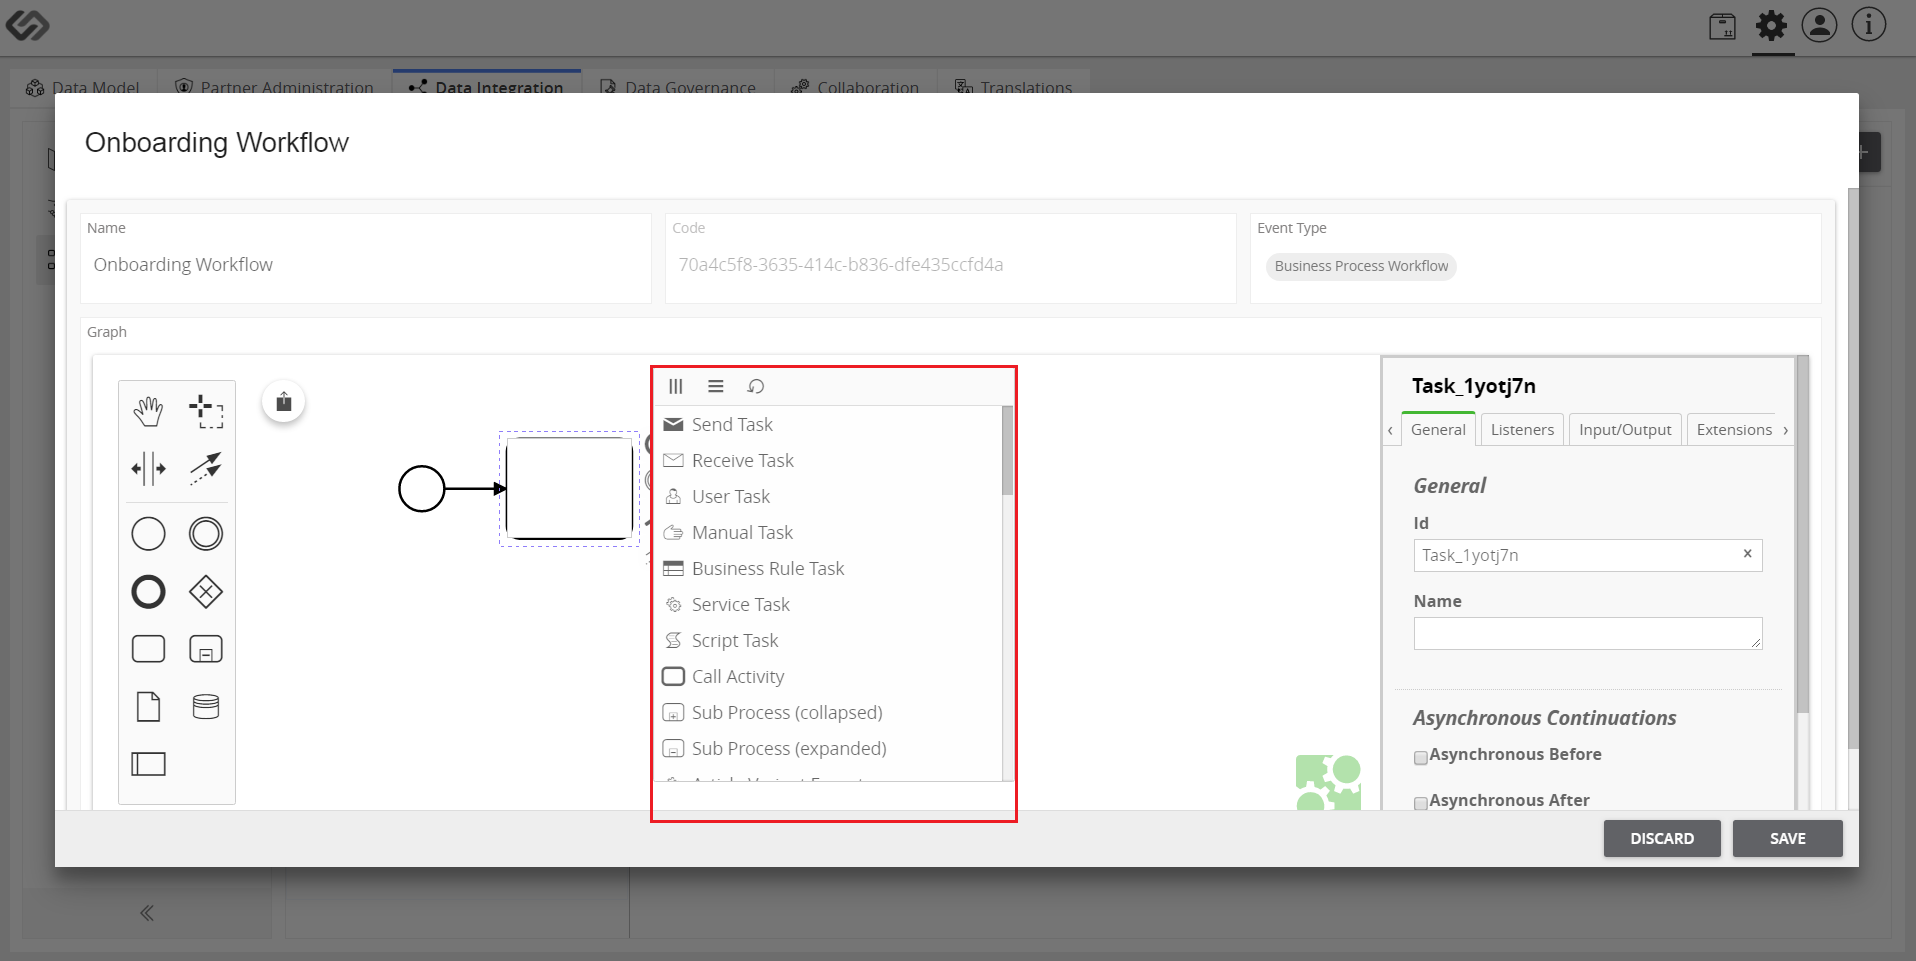 Data Model
Partner Administration
Data Integration
Data Governance
Collaboration
Translations
Onboarding Workflow
Name
Onboarding Workflow
Code
70a4c5f8-3635-414c-b836-dfe435ccfd4a
Event Type
Business Process Workflow
Graph
Send Task
Receive Task
User Task
Manual Task
Business Rule Task
Service Task
Script Task
Call Activity
Sub Process (collapsed)
Sub Process (expanded)
Task_1yotj7n
General
Listeners
Input/Output
Extensions
General
Id
Task_1yotj7n
Name
Asynchronous Continuations
Asynchronous Before
Asynchronous After
DISCARD
SAVE